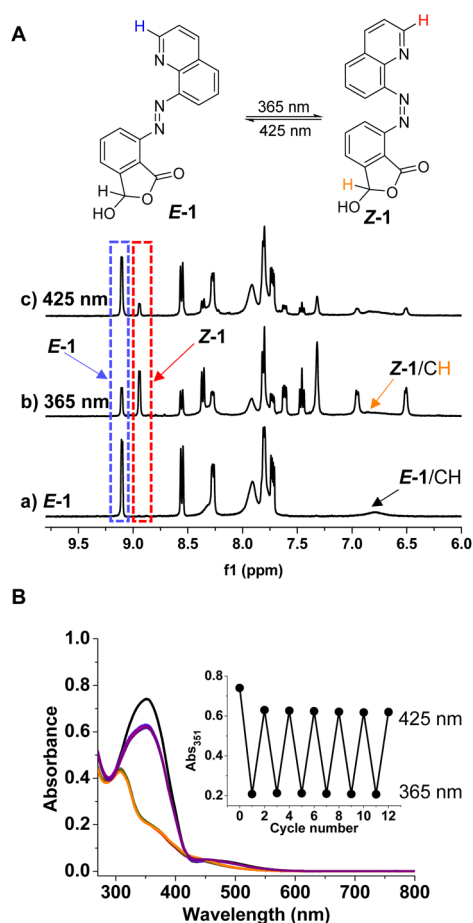 A
H
H
N
N
N
N
365 nm
425 nm
N
N
O
O
H
O
H
O
HO
E-1
HO
Z-1
c) 425 nm
E-1
Z-1
Z-1/CH
b) 365 nm
E-1/CH
a) E-1
9.5 9.0 8.5 8.0 7.5 7.0 6.5 6.0
f1 (ppm)
B
1.0
0.8
0.6
0.4
0.2
0.0
Absorbance
300 400 500 600 700 800
Wavelength (nm)
0.8
0.6
0.4
0.2
Abs351
0 2 4 6 8 10 12
Cycle number
425 nm
365 nm